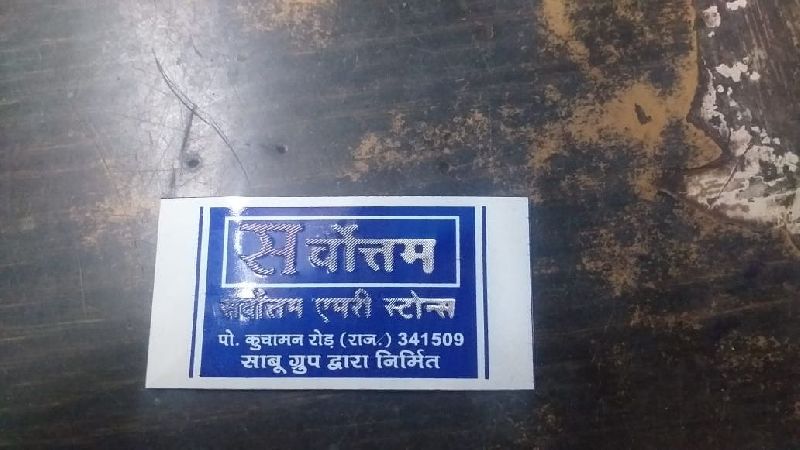 सर्वोत्तम
सर्वोत्तम एमरी स्टोन्स
पो. कुचामन रोड़ (राज.) 341509
साबू ग्रुप द्वारा निर्मित